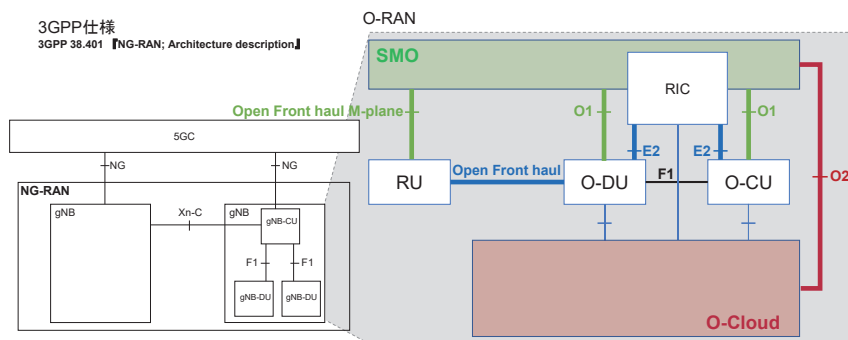 3GPP仕様
3GPP 38.401 『NG-RAN; Architecture description』
O-RAN
SMO
RIC
Open Front haul M-plane
O1
O1
5GC
E2
E2
NG
NG
RU
Open Front haul
O-DU
F1
O-CU
O2
NG-RAN
gNB
Xn-C
gNB
gNB-CU
F1
F1
gNB-DU
gNB-DU
O-Cloud